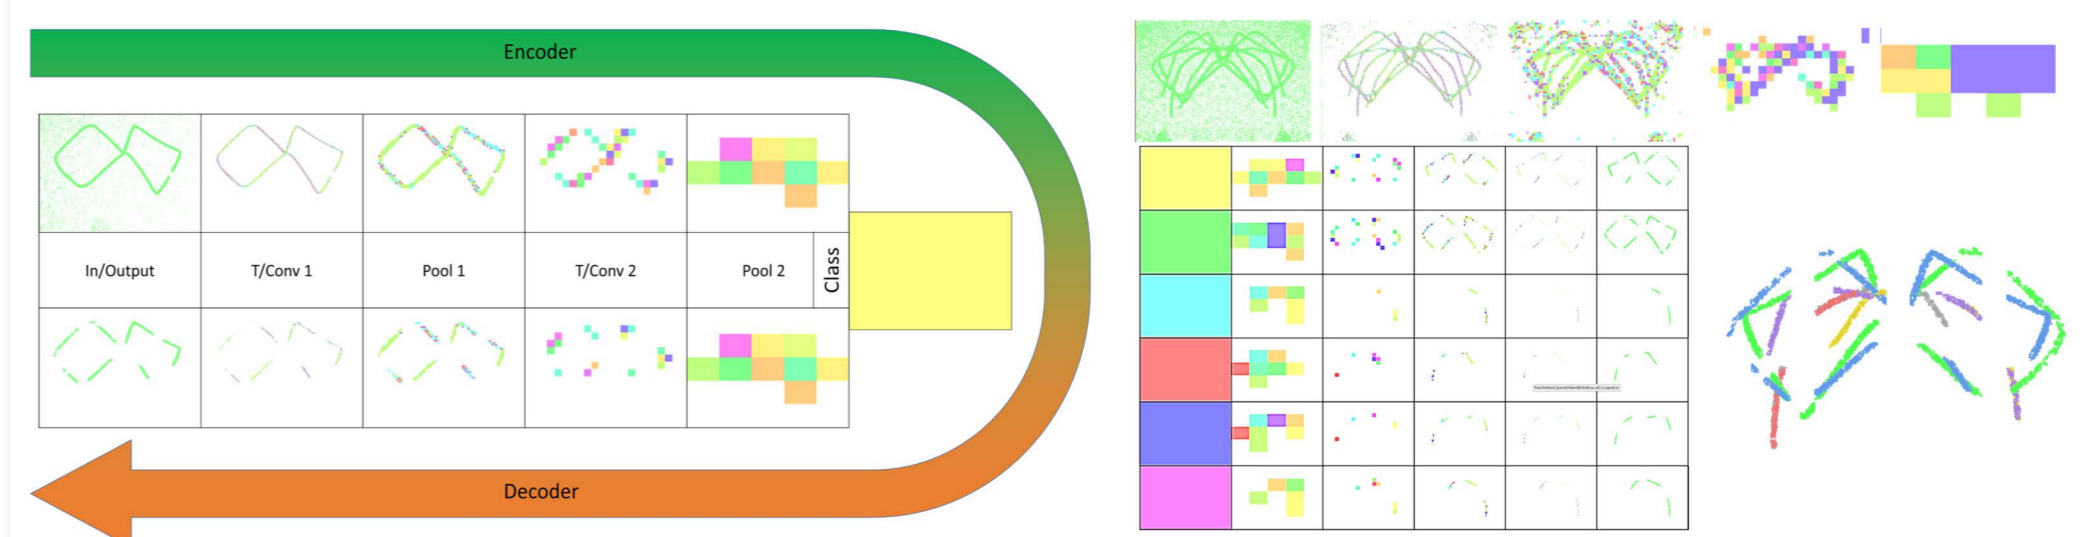 Encoder
In/Output
T/Conv 1
Pool 1
T/Conv 2
Pool 2
Class
Decoder